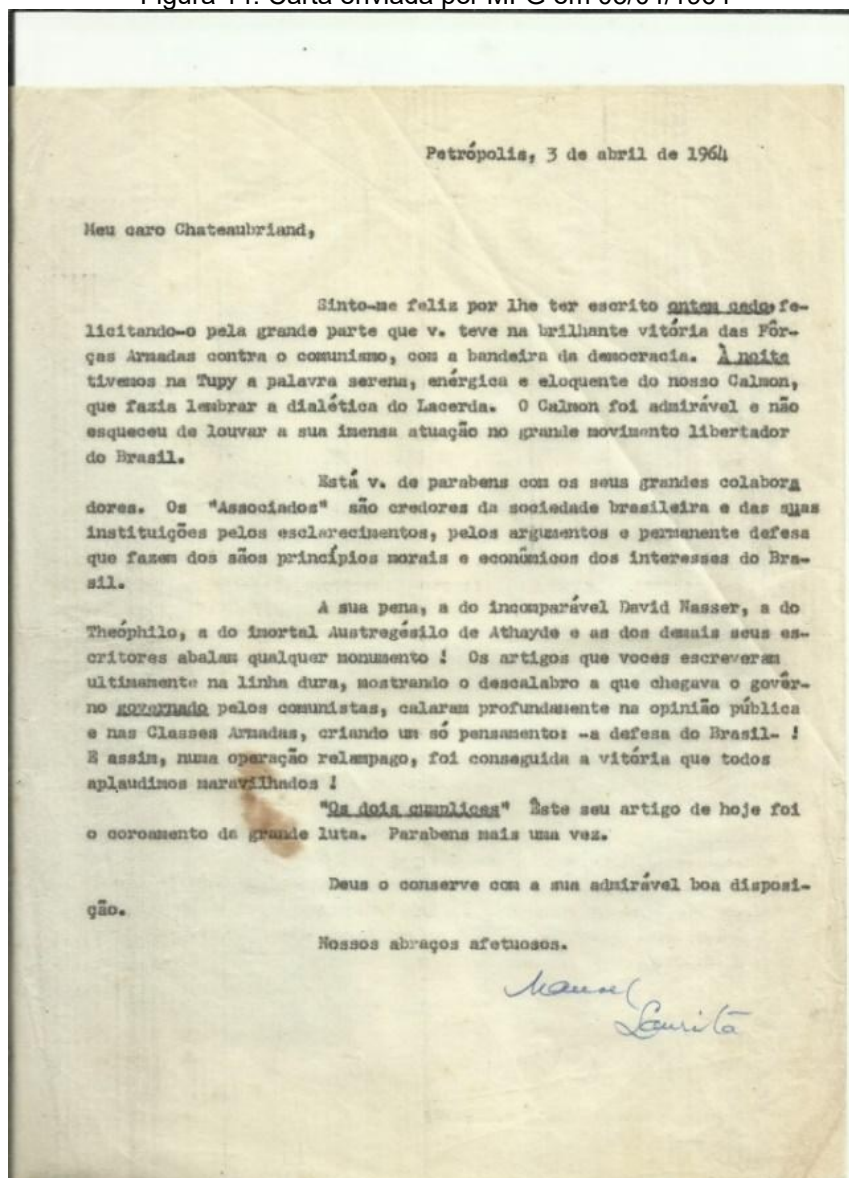 Petrópolis, 3 de abril de 1964
Meu caro Chateaubriand,
Sinto-me feliz por lhe ter escrito ontem cedo, fe-
licitando-o pela grande parte que v. teve na brilhante vitória das Fôr-
ças Armadas contra o comunismo, com a bandeira da democracia. À noite
tivemos na Tupy a palavra serena, enérgica e eloquente do nosso Calmon,
que fazia lembrar a dialética do Lacerda. O Calmon foi admirável e não
esqueceu de louvar a sua imensa atuação no grande movimento libertador
do Brasil.
Está v. de parabens com os seus grandes colabora
dores. Os "Associados" são credores da sociedade brasileira e das suas
instituições pelos esclarecimentos, pelos argumentos e permanente defesa
que fazem dos sãos princípios morais e econômicos dos interesses do Bra-
sil.
A sua pena, a do incomparável David Nasser, a do
Theóphilo, a do imortal Austregésilo de Athayde e as dos demais seus es-
critores abalam qualquer monumento ! Os artigos que voces escreveram
ultimamente na linha dura, mostrando o descalabro a que chegava o govêr-
no governado pelos comunistas, calaram profundamente na opinião pública
e nas Classes Armadas, criando um só pensamento: -a defesa do Brasil- !
E assim, numa operação relampago, foi conseguida a vitória que todos
aplaudimos maravilhados !
"Os dois cumplices" Êste seu artigo de hoje foi
o coroamento da grande luta. Parabens mais uma vez.
Deus o conserve com a sua admirável boa disposi-
ção.
Nossos abraços afetuosos.
Manoel
Laurita